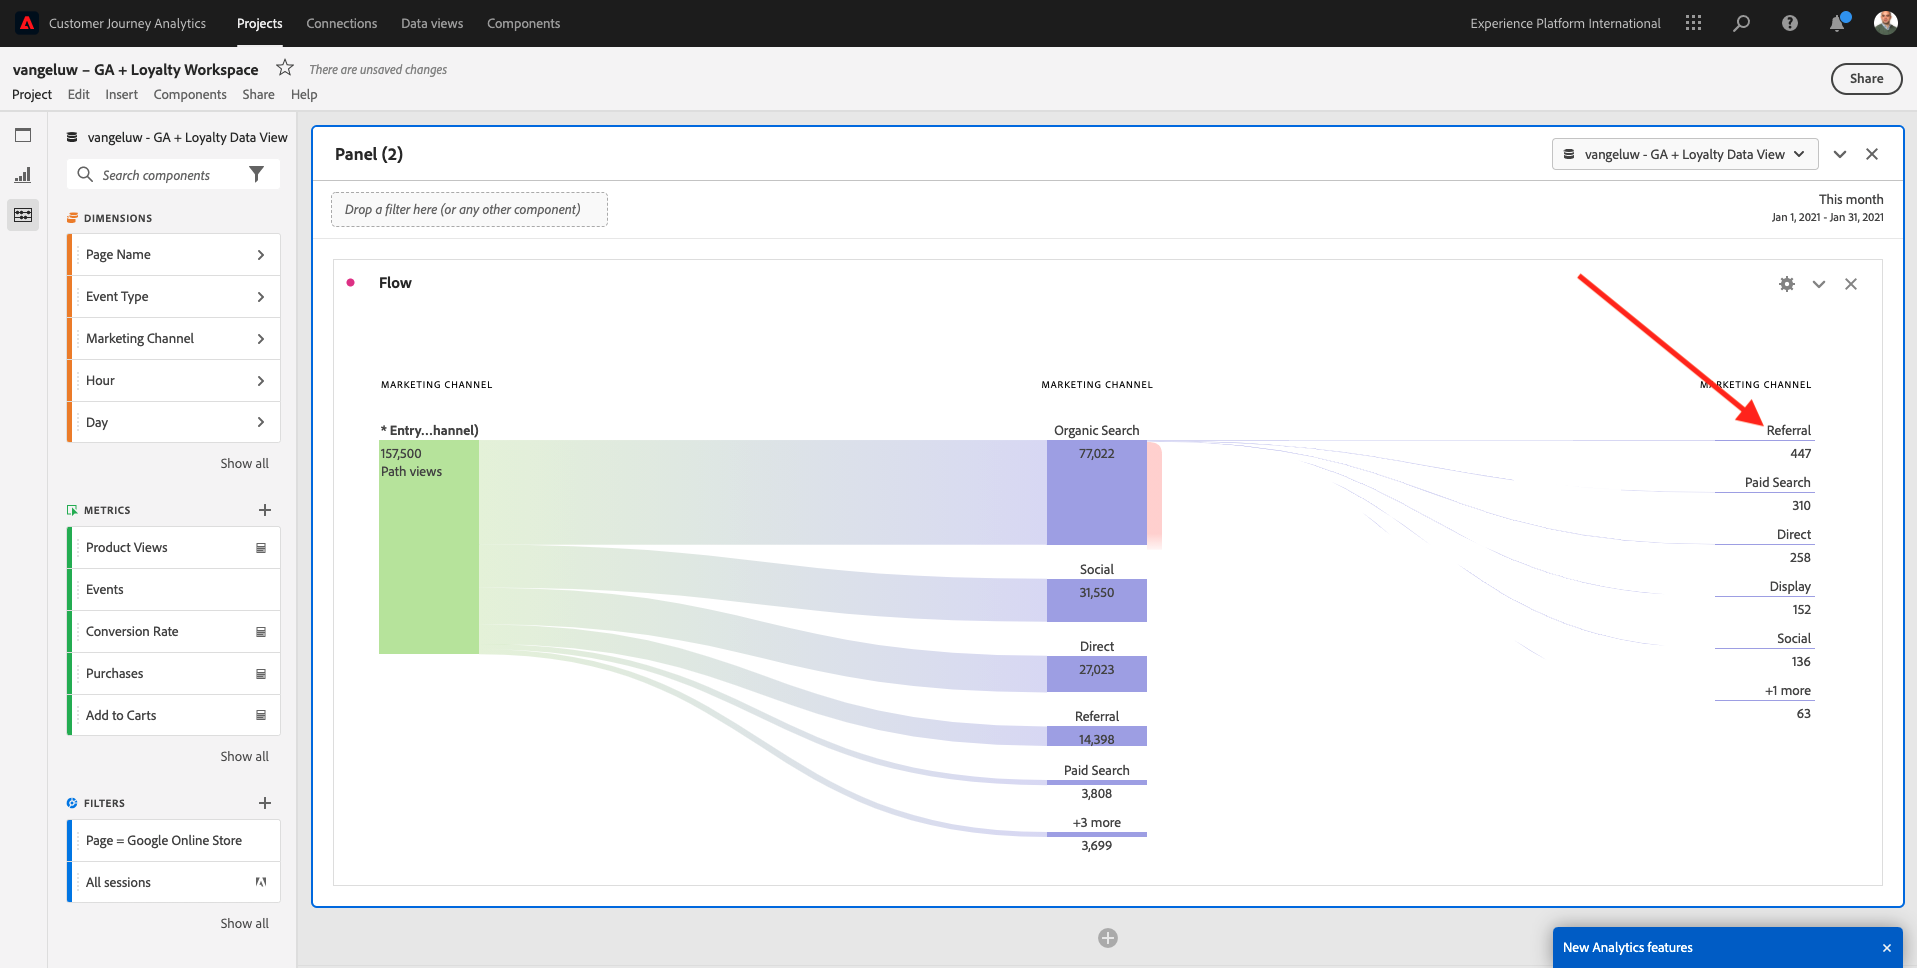 Customer Journey Analytics Projects Connections Data views Components Experience Platform International
vangeluw – GA + Loyalty Workspace There are unsaved changes
Project Edit Insert Components Share Help
Share
vangeluw - GA + Loyalty Data View
Search components
DIMENSIONS
Page Name
Event Type
Marketing Channel
Hour
Day
Show all
METRICS
Product Views
Events
Conversion Rate
Purchases
Add to Carts
Show all
FILTERS
Page = Google Online Store
All sessions
Show all
Panel (2)
vangeluw - GA + Loyalty Data View
Drop a filter here (or any other component)
This month
Jan 1, 2021 - Jan 31, 2021
Flow
MARKETING CHANNEL
* Entry...hannel)
157,500
Path views
MARKETING CHANNEL
Organic Search
77,022
Social
31,550
Direct
27,023
Referral
14,398
Paid Search
3,808
+3 more
3,699
MARKETING CHANNEL
Referral
447
Paid Search
310
Direct
258
Display
152
Social
136
+1 more
63
New Analytics features